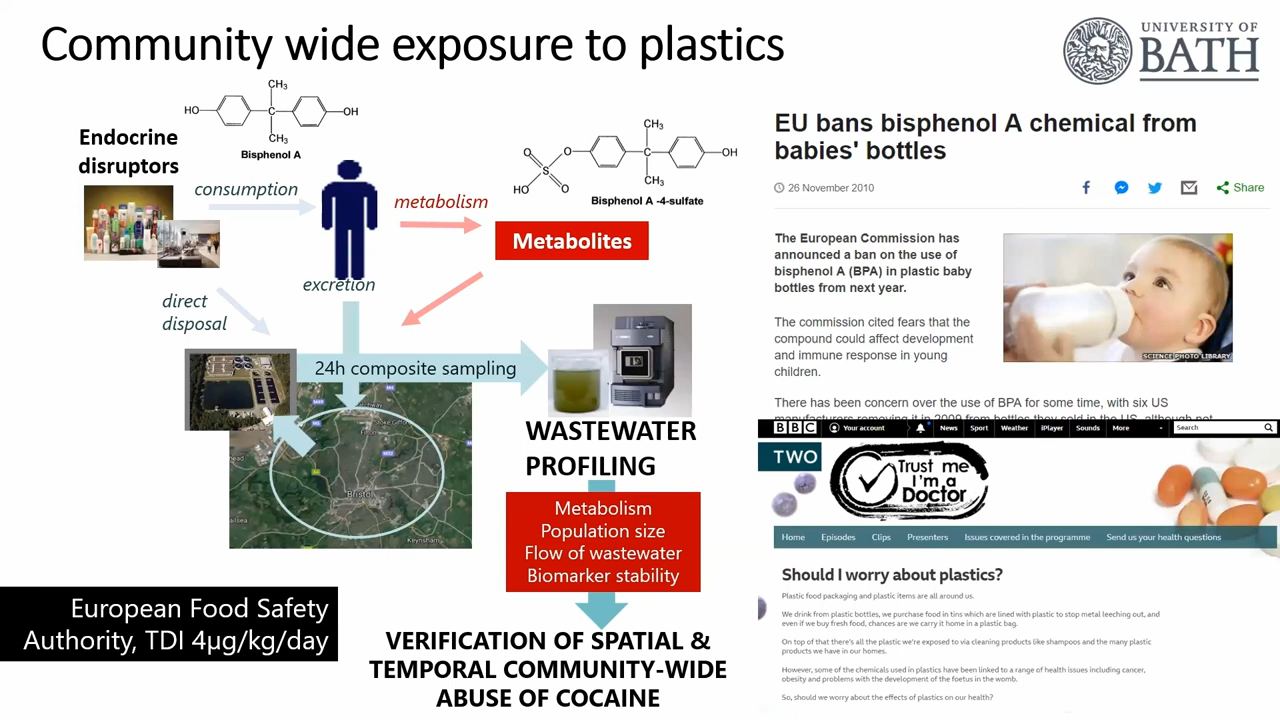 Community wide exposure to plastics
UNIVERSITY OF
BATH
Endocrine
disruptors
CH₃
HO
C
OH
CH₃
Bisphenol A
consumption
metabolism
CH₃
O
O
S
C
OH
HO
O
CH₃
Bisphenol A -4-sulfate
Metabolites
excretion
direct
disposal
24h composite sampling
Bristol
Keynsham
WASTEWATER
PROFILING
Metabolism
Population size
Flow of wastewater
Biomarker stability
VERIFICATION OF SPATIAL &
TEMPORAL COMMUNITY-WIDE
ABUSE OF COCAINE
European Food Safety
Authority, TDI 4µg/kg/day
EU bans bisphenol A chemical from
babies' bottles
26 November 2010
Share
The European Commission has
announced a ban on the use of
bisphenol A (BPA) in plastic baby
bottles from next year.
The commission cited fears that the
compound could affect development
and immune response in young
children.
SCIENCE PHOTO LIBRARY
There has been concern over the use of BPA for some time, with six US
manufacturers removing it in 2009 from bottles they sold in the US, although not
BBC Your account News Sport Weather iPlayer Sounds More Search
TWO
Trust me
I'm a
Doctor
Home Episodes Clips Presenters Issues covered in the programme Send us your health questions
Should I worry about plastics?
Plastic food packaging and plastic items are all around us.
We drink from plastic bottles, we purchase food in tins which are lined with plastic to stop metal leeching out, and
even if we buy fresh food, chances are we carry it home in a plastic bag.
On top of that there's all the plastic we're exposed to via cleaning products like shampoos and the many plastic
products we have in our homes.
However, some of the chemicals used in plastics have been linked to a range of health issues including cancer,
obesity and problems with the development of the foetus in the womb.
So, should we worry about the effects of plastics on our health?